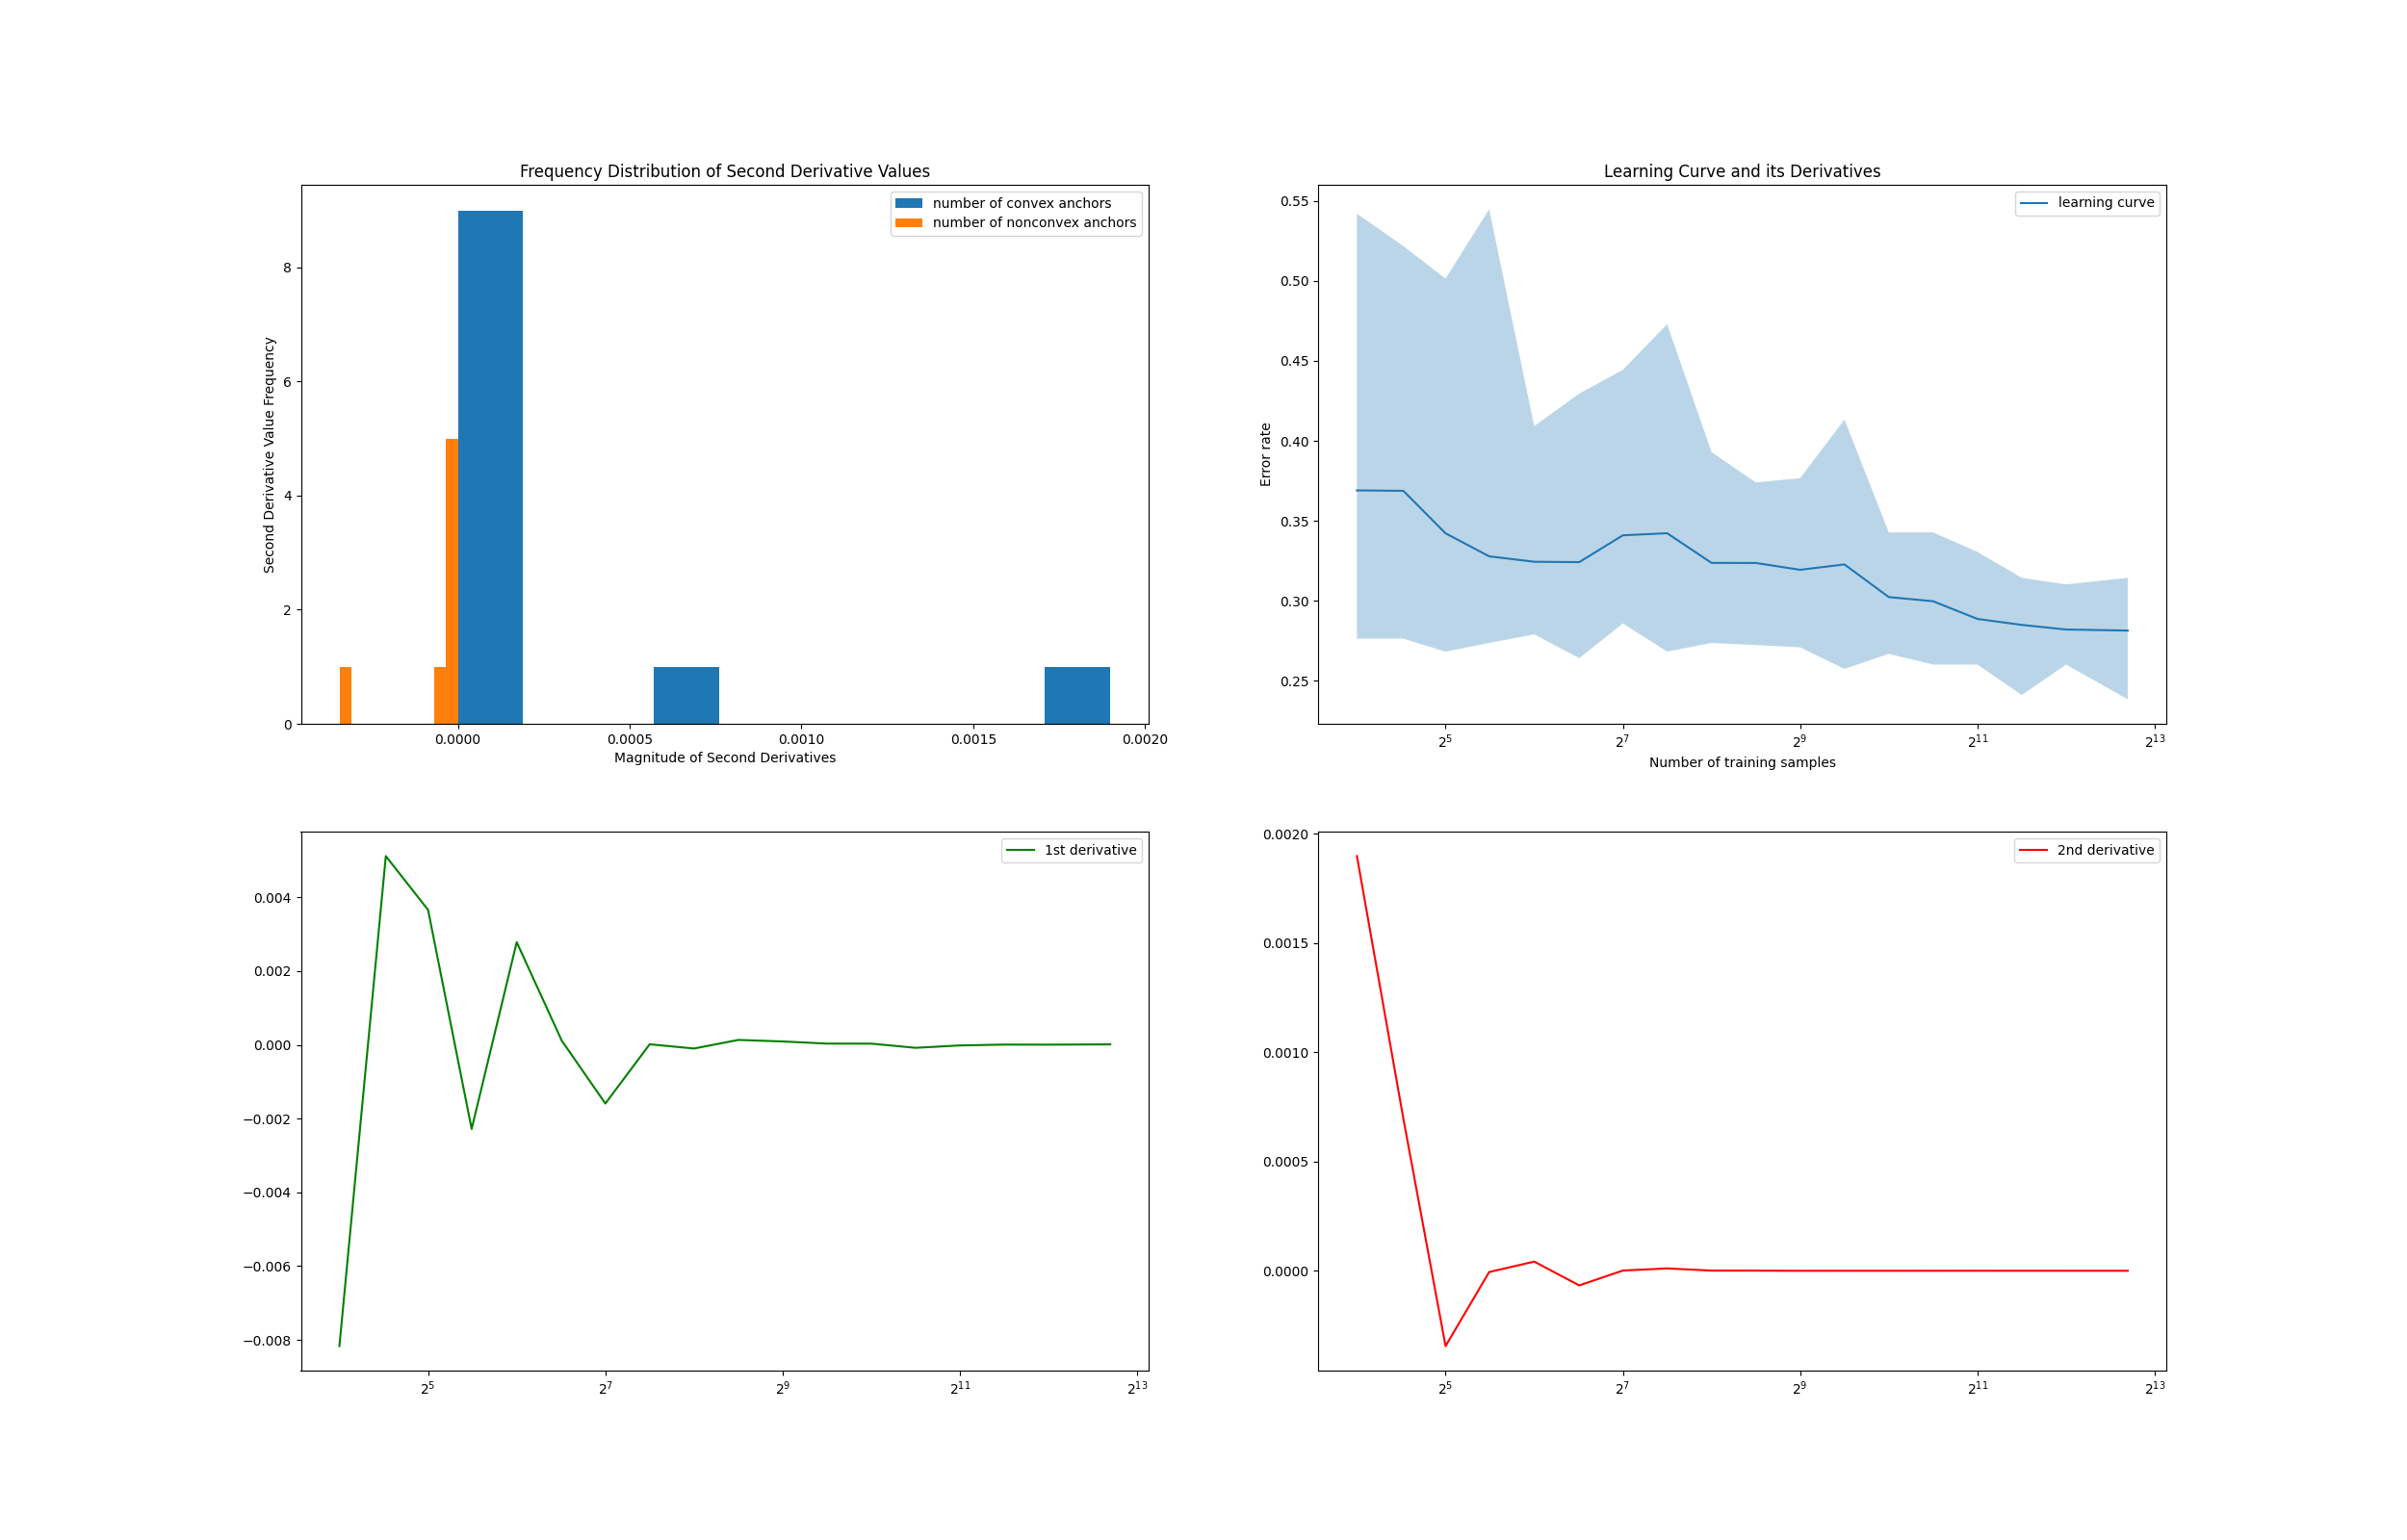 Frequency Distribution of Second Derivative Values
number of convex anchors
number of nonconvex anchors
Second Derivative Value Frequency
8
6
4
2
0
0.0000 0.0005 0.0010 0.0015 0.0020
Magnitude of Second Derivatives
Learning Curve and its Derivatives
learning curve
Error rate
0.55
0.50
0.45
0.40
0.35
0.30
0.25
2^5 2^7 2^9 2^11 2^13
Number of training samples
1st derivative
0.004
0.002
0.000
−0.002
−0.004
−0.006
−0.008
2^5 2^7 2^9 2^11 2^13
2nd derivative
0.0020
0.0015
0.0010
0.0005
0.0000
2^5 2^7 2^9 2^11 2^13